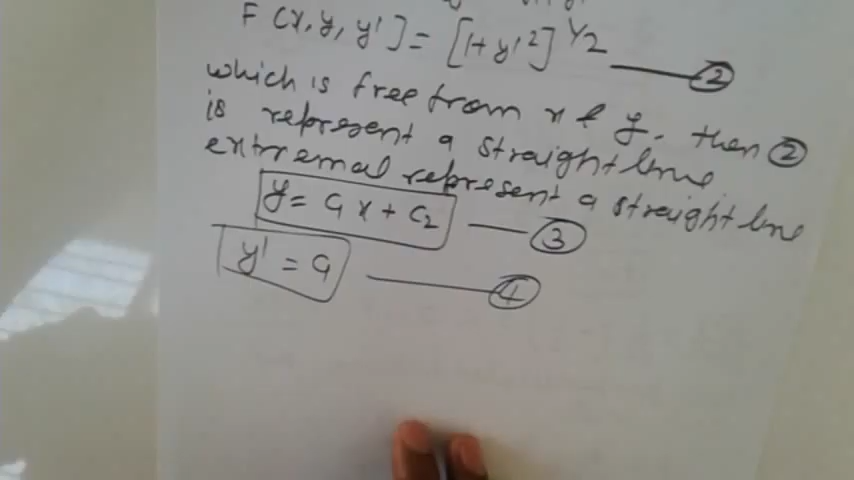 F (x, y, y') = [1+ y'²]^1/2 — ②
which is free from x & y. then ②
is represent a straight line
extremal represent a straight line
y = c₁ x + c₂ — ③
y' = c₁ — ④